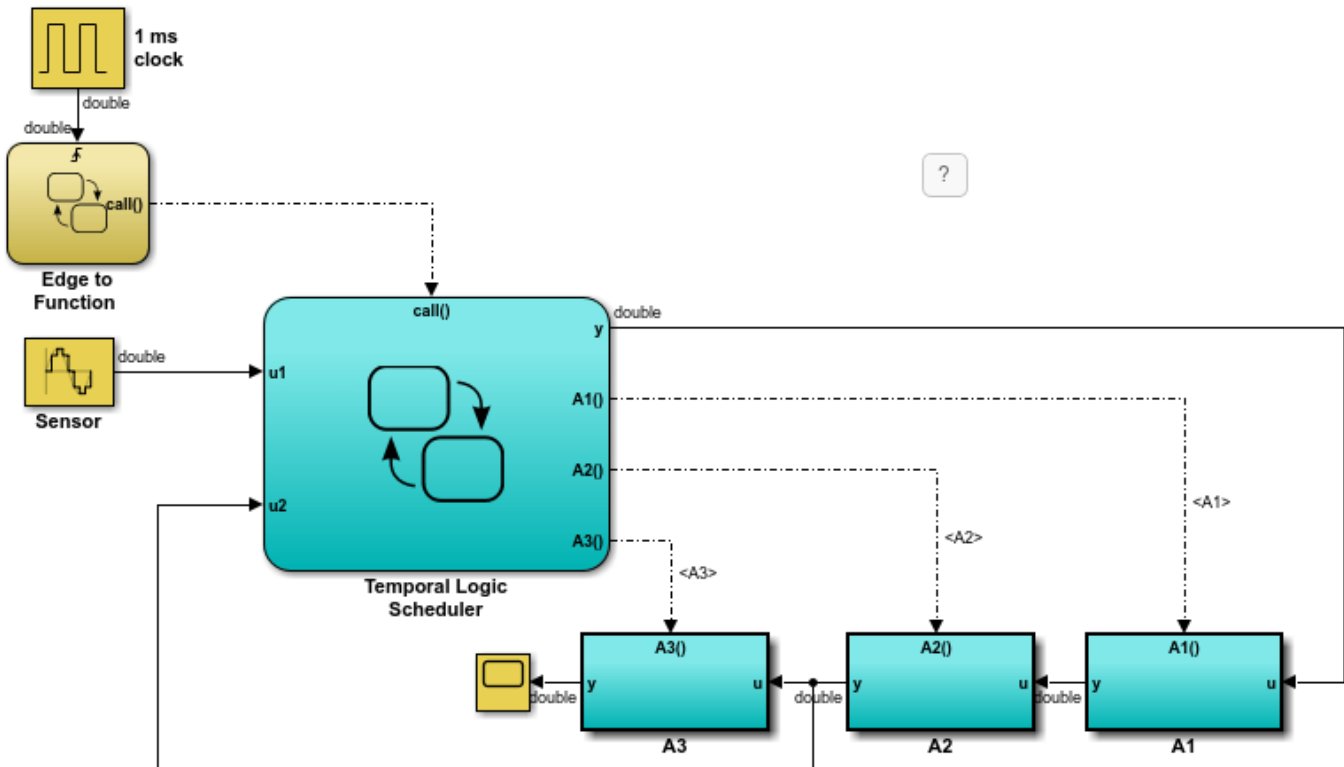 1 ms
clock
double
double
?
call()
Edge to
Function
call()
double
y
double
u1
Sensor
A1()
A2()
<A1>
u2
A3()
<A2>
<A3>
Temporal Logic
Scheduler
A3()
A2()
A1()
y
u
y
u
y
u
double
double
double
A3
A2
A1